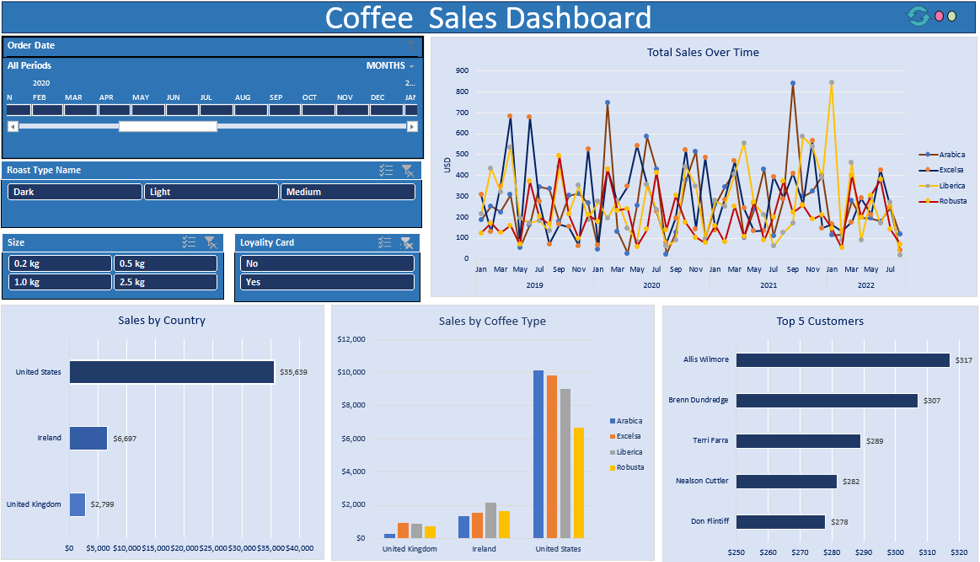 Coffee  Sales Dashboard
Order Date
All Periods MONTHS
2020 2...
N FEB MAR APR MAY JUN JUL AUG SEP OCT NOV DEC JAN
Roast Type Name
Dark Light Medium
Size
0.2 kg 0.5 kg
1.0 kg 2.5 kg
Loyality Card
No
Yes
Total Sales Over Time
900
800
700
600
500
400
300
200
100
0
USD
Jan Mar May Jul Sep Nov Jan Mar May Jul Sep Nov Jan Mar May Jul Sep Nov Jan Mar May Jul
2019 2020 2021 2022
Arabica
Excelsa
Liberica
Robusta
Sales by Country
United States $35,639
Ireland $6,697
United Kingdom $2,799
$0 $5,000 $10,000 $15,000 $20,000 $25,000 $30,000 $35,000 $40,000
Sales by Coffee Type
$12,000
$10,000
$8,000
$6,000
$4,000
$2,000
$0
United Kingdom Ireland United States
Arabica
Excelsa
Liberica
Robusta
Top 5 Customers
Allis Wilmore $317
Brenn Dundredge $307
Terri Farra $289
Nealson Cuttler $282
Don Flintiff $278
$250 $260 $270 $280 $290 $300 $310 $320